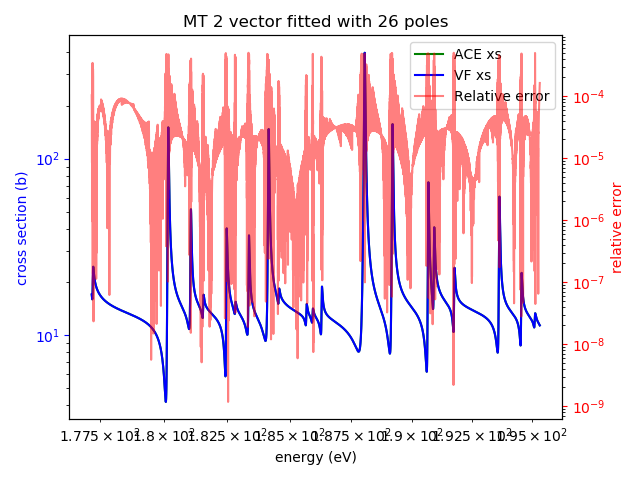 MT 2 vector fitted with 26 poles
ACE xs
VF xs
Relative error
cross section (b)
10²
10¹
relative error
10⁻⁴
10⁻⁵
10⁻⁶
10⁻⁷
10⁻⁸
10⁻⁹
1.775 × 10² 1.8 × 10² 1.825 × 10² 1.85 × 10² 1.875 × 10² 1.9 × 10² 1.925 × 10² 1.95 × 10²
energy (eV)